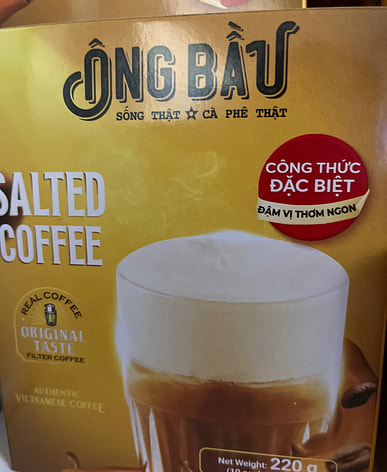 ÔNG BẦU
SỐNG THẬT ★ CÀ PHÊ THẬT
CÔNG THỨC
ĐẶC BIỆT
ĐẬM VỊ THƠM NGON
SALTED
COFFEE
REAL COFFEE
ORIGINAL
TASTE
FILTER COFFEE
AUTHENTIC
VIETNAMESE COFFEE
Net Weight: 220 g